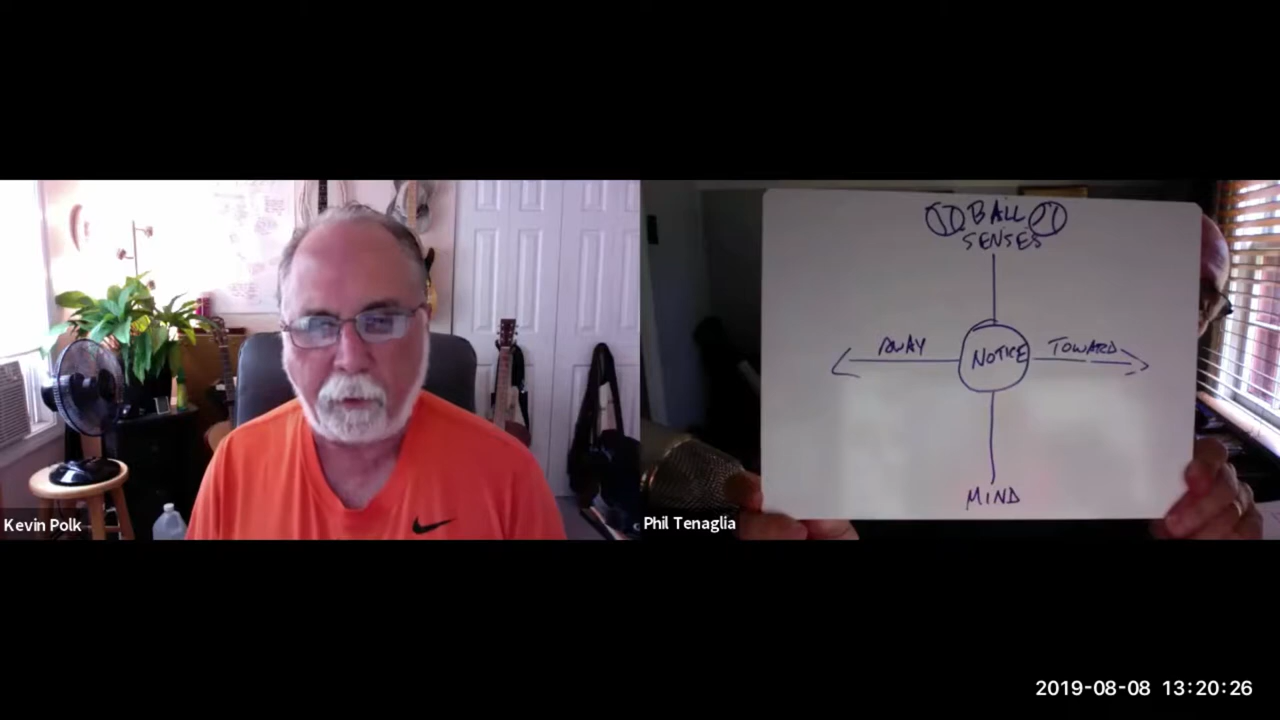 BALL
SENSES
AWAY
NOTICE
TOWARD
MIND
Kevin Polk
Phil Tenaglia
2019-08-08 13:20:26